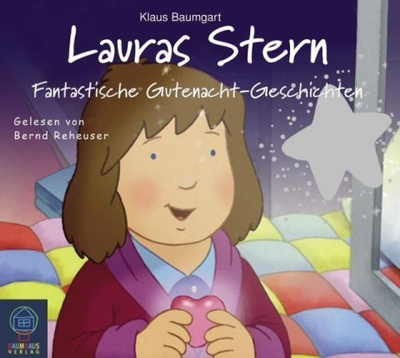 Klaus Baumgart
Lauras Stern
Fantastische Gutenacht-Geschichten
Gelesen von
Bernd Reheuser
BAUMHAUS
VERLAG